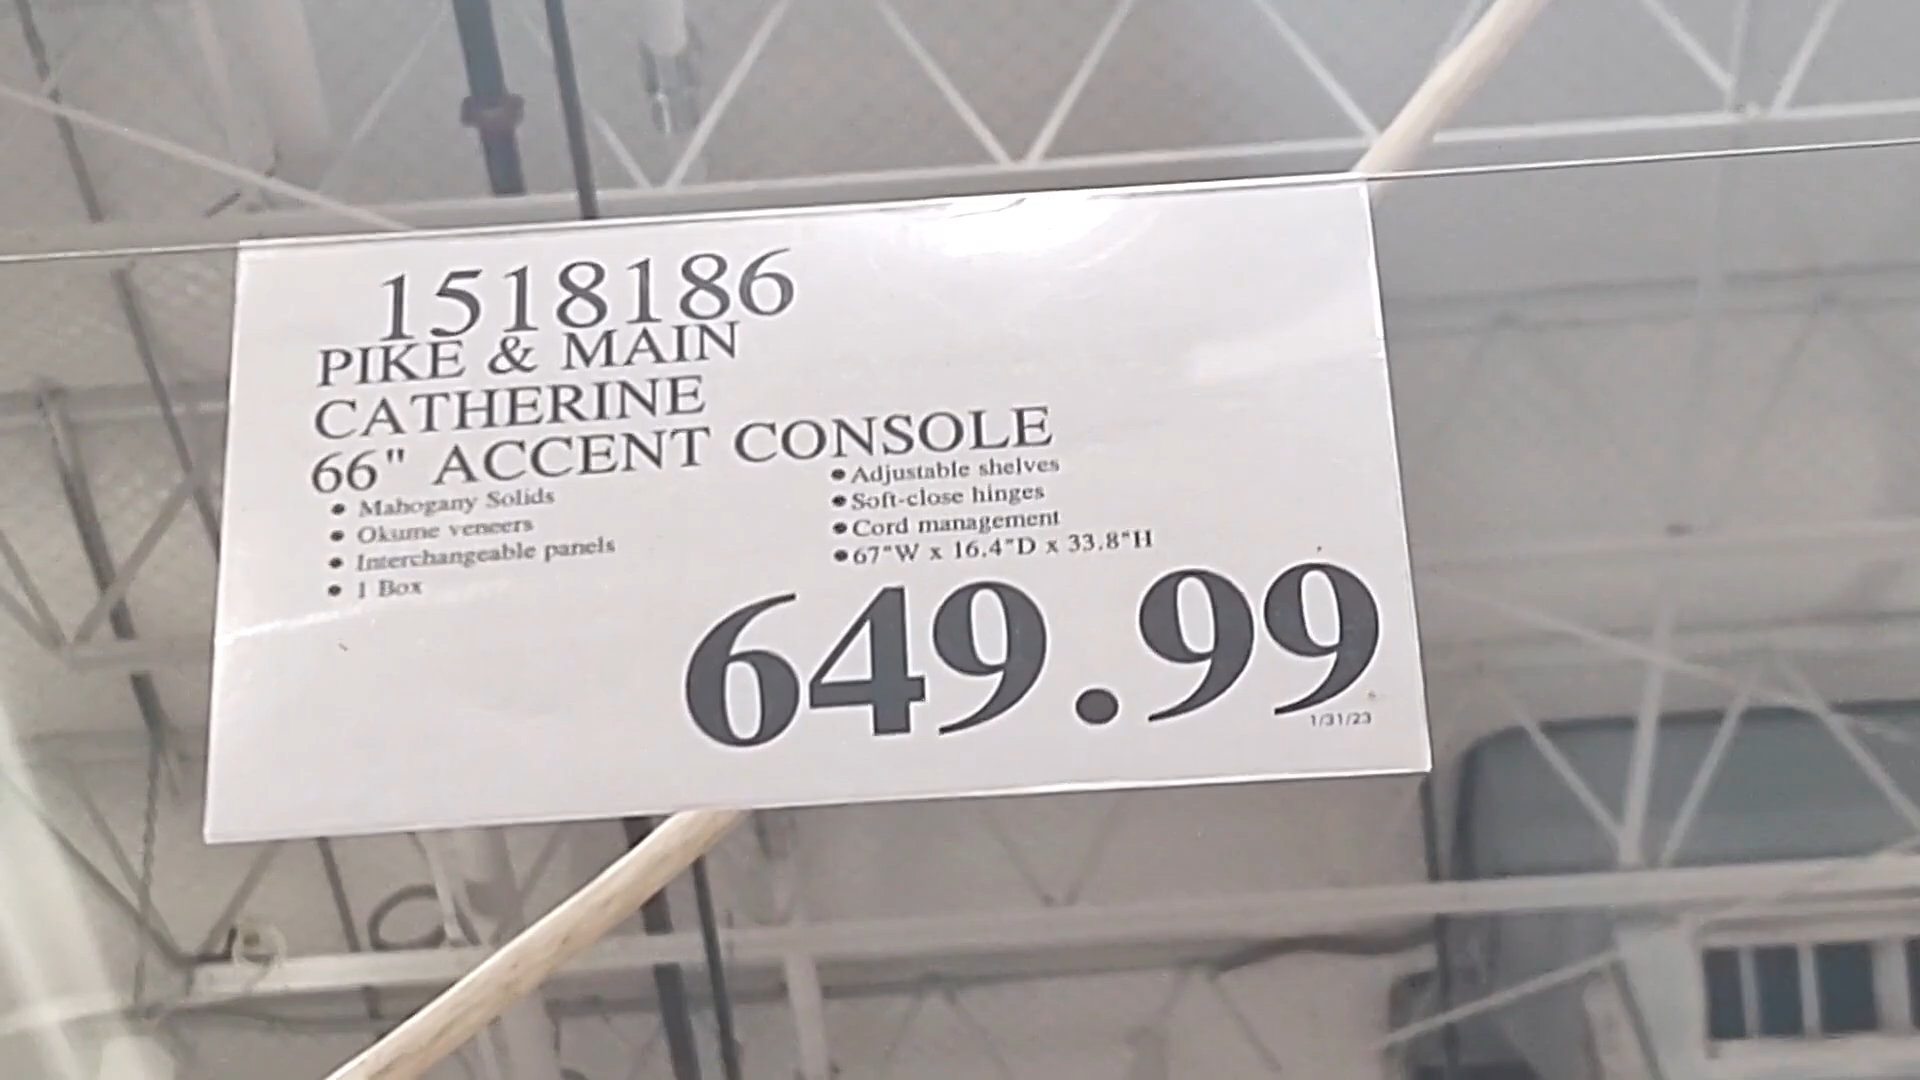 1518186
PIKE & MAIN
CATHERINE
66" ACCENT CONSOLE
● Mahogany Solids
● Okume veneers
● Interchangeable panels
● 1 Box
● Adjustable shelves
● Soft-close hinges
● Cord management
● 67"W x 16.4"D x 33.8"H
649.99
1/31/23